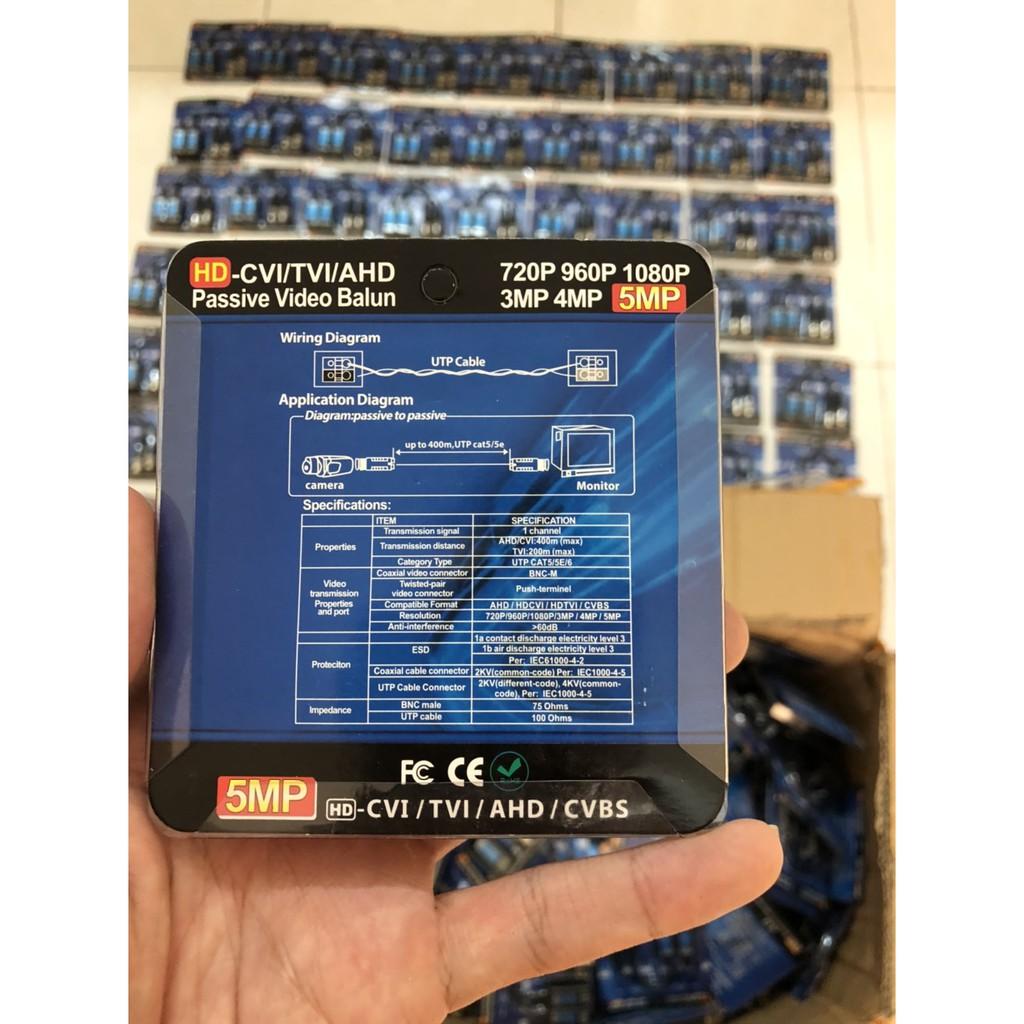 HD-CVI/TVI/AHD
Passive Video Balun
720P 960P 1080P
3MP 4MP 5MP
Wiring Diagram
UTP Cable
Application Diagram
Diagram:passive to passive
up to 400m,UTP cat5/5e
camera
Monitor
Specifications:
ITEM SPECIFICATION
Properties
Transmission signal 1 channel
Transmission distance AHD/CVI:400m (max)
TVI:200m (max)
Category Type UTP CAT5/5E/6
Video
transmission
Properties
and port
Coaxial video connector BNC-M
Twisted-pair
video connector
Push-terminel
Compatible Format AHD / HDCVI / HDTVI / CVBS
Resolution 720P/960P/1080P/3MP / 4MP / 5MP
Anti-interference >60dB
Proteciton
ESD
1a contact discharge electricity level 3
1b air discharge electricity level 3
Per: IEC61000-4-2
Coaxial cable connector 2KV(common-code) Per: IEC1000-4-5
UTP Cable Connector 2KV(different-code), 4KV(common-
code), Per: IEC1000-4-5
Impedance
BNC male 75 Ohms
UTP cable 100 Ohms
FC CE
5MP HD-CVI / TVI / AHD / CVBS